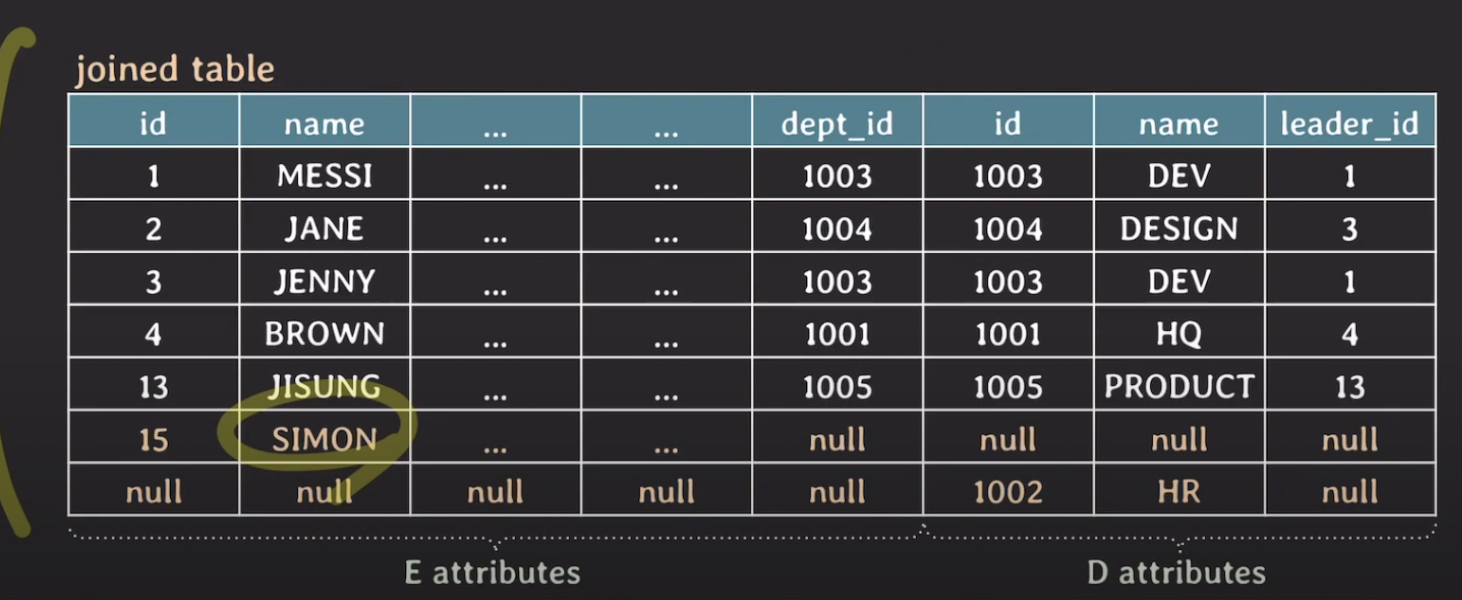 joined table
id name ... ... dept_id id name leader_id
1 MESSI ... ... 1003 1003 DEV 1
2 JANE ... ... 1004 1004 DESIGN 3
3 JENNY ... ... 1003 1003 DEV 1
4 BROWN ... ... 1001 1001 HQ 4
13 JISUNG ... ... 1005 1005 PRODUCT 13
15 SIMON ... ... null null null null
null null null null null 1002 HR null
E attributes D attributes